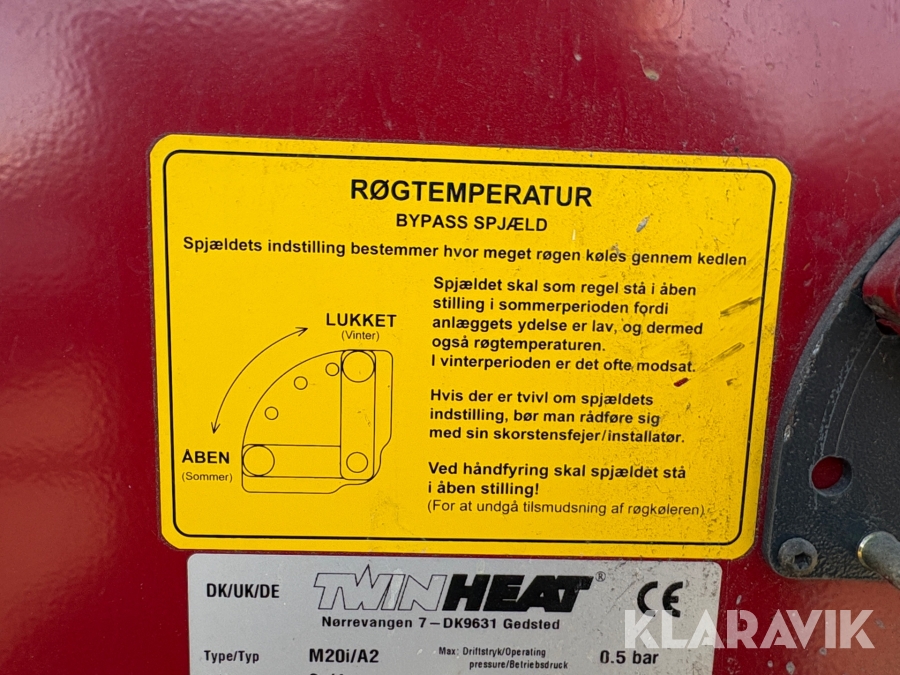 RØGTEMPERATUR
BYPASS SPJÆLD
Spjældets indstilling bestemmer hvor meget røgen køles gennem kedlen
LUKKET
(Vinter)
ÅBEN
(Sommer)
Spjældet skal som regel stå i åben
stilling i sommerperioden fordi
anlæggets ydelse er lav, og dermed
også røgtemperaturen.
I vinterperioden er det ofte modsat.
Hvis der er tvivl om spjældets
indstilling, bør man rådføre sig
med sin skorstensfejer/installatør.
Ved håndfyring skal spjældet stå
i åben stilling!
(For at undgå tilsmudsning af røgkøleren)
DK/UK/DE
TWINHEAT®
CE
Nørrevangen 7 – DK9631 Gedsted
Type/Typ M20i/A2 Max: Driftstryk/Operating 0.5 bar
pressure/Betriebsdruck
KLARAVIK